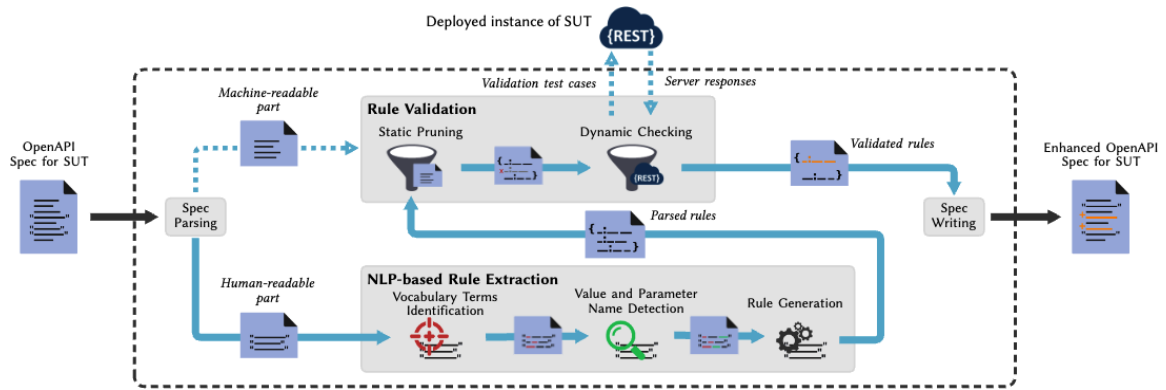 Deployed instance of SUT
{REST}
Validation test cases
Server responses
Machine-readable
part
Rule Validation
Static Pruning
Dynamic Checking
{REST}
Validated rules
OpenAPI
Spec for SUT
Enhanced OpenAPI
Spec for SUT
Spec
Parsing
Parsed rules
Spec
Writing
Human-readable
part
NLP-based Rule Extraction
Vocabulary Terms
Identification
Value and Parameter
Name Detection
Rule Generation